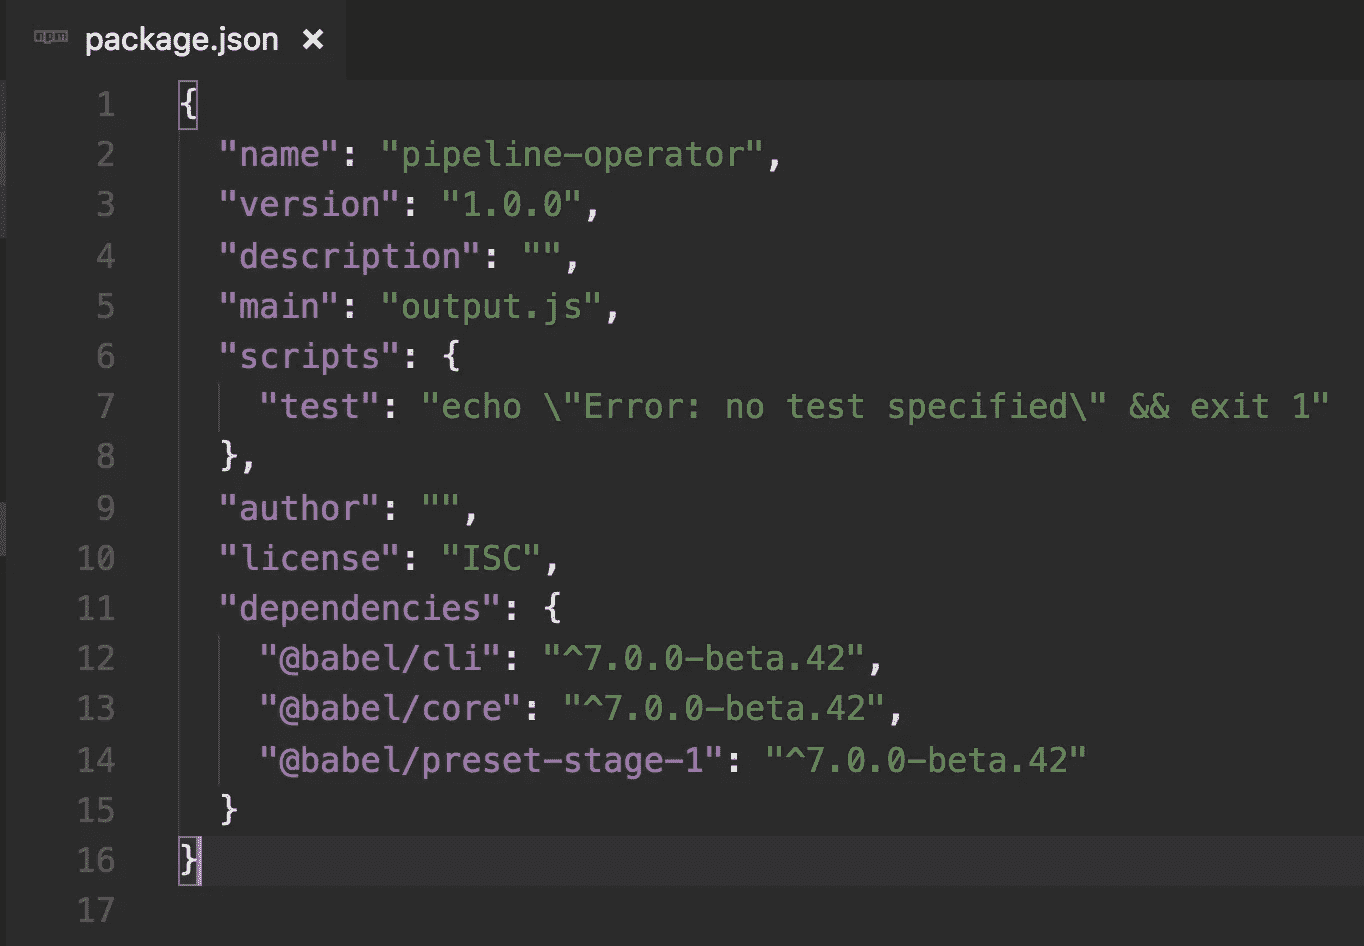 npm package.json ×
1 {
2 "name": "pipeline-operator",
3 "version": "1.0.0",
4 "description": "",
5 "main": "output.js",
6 "scripts": {
7 "test": "echo \"Error: no test specified\" && exit 1"
8 },
9 "author": "",
10 "license": "ISC",
11 "dependencies": {
12 "@babel/cli": "^7.0.0-beta.42",
13 "@babel/core": "^7.0.0-beta.42",
14 "@babel/preset-stage-1": "^7.0.0-beta.42"
15 }
16 }
17